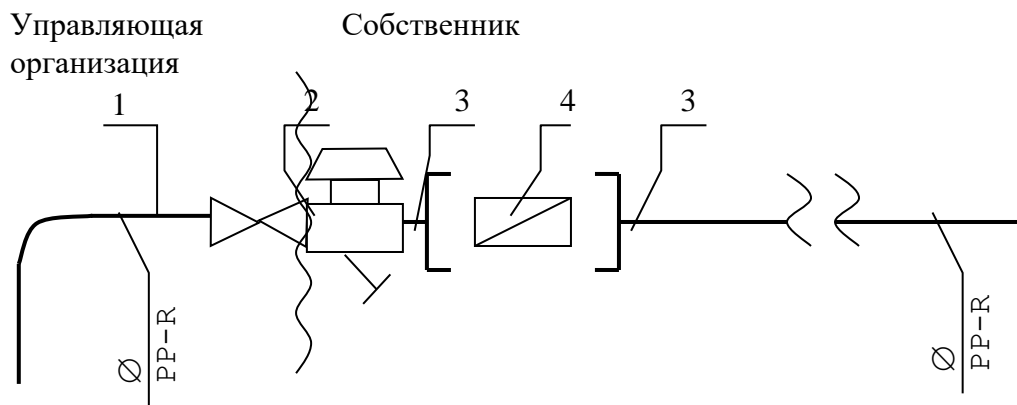 Управляющая
организация
Собственник
1
2
3
4
3
Ø
PP-R
Ø
PP-R